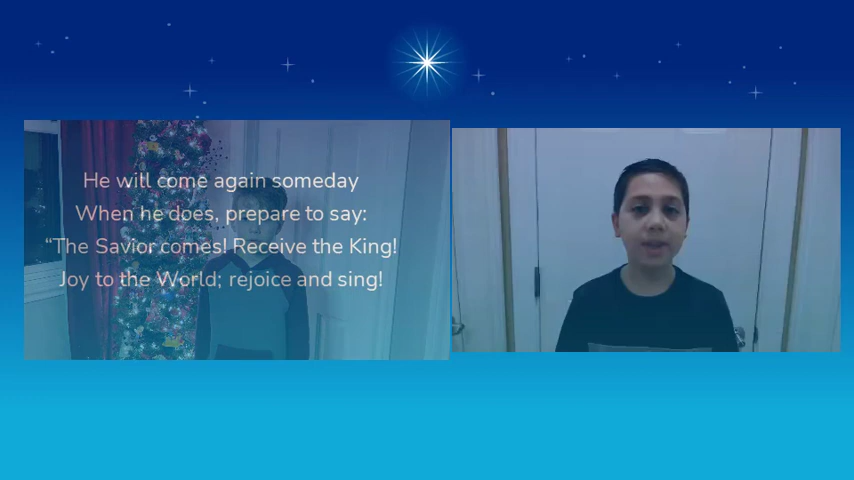 He will come again someday
When he does, prepare to say:
“The Savior comes! Receive the King!
Joy to the World; rejoice and sing!